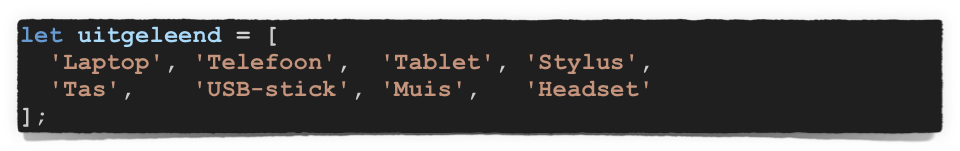 let uitgeleend = [
  'Laptop', 'Telefoon',  'Tablet', 'Stylus',
  'Tas',    'USB-stick', 'Muis',   'Headset'
];